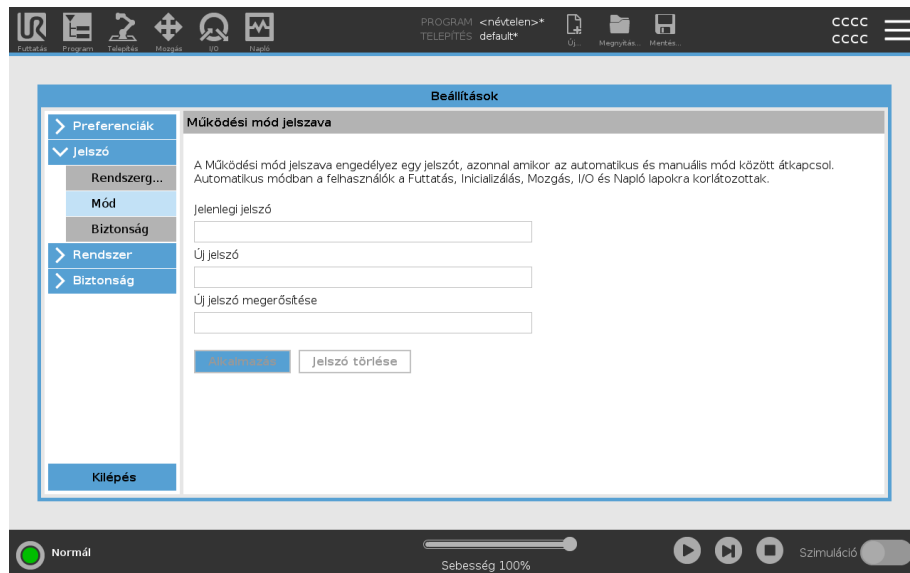 PROGRAM <névtelen>*
TELEPÍTÉS default*
CCCC
CCCC
Futtatás Program Telepítés Mozgás I/O Napló Új... Megnyitás... Mentés...
Beállítások
Preferenciák
Jelszó
Rendszerg...
Mód
Biztonság
Rendszer
Biztonság
Kilépés
Működési mód jelszava
A Működési mód jelszava engedélyez egy jelszót, azonnal amikor az automatikus és manuális mód között átkapcsol.
Automatikus módban a felhasználók a Futtatás, Inicializálás, Mozgás, I/O és Napló lapokra korlátozottak.
Jelenlegi jelszó
Új jelszó
Új jelszó megerősítése
Alkalmazás Jelszó törlése
Normál
Sebesség 100%
Szimuláció